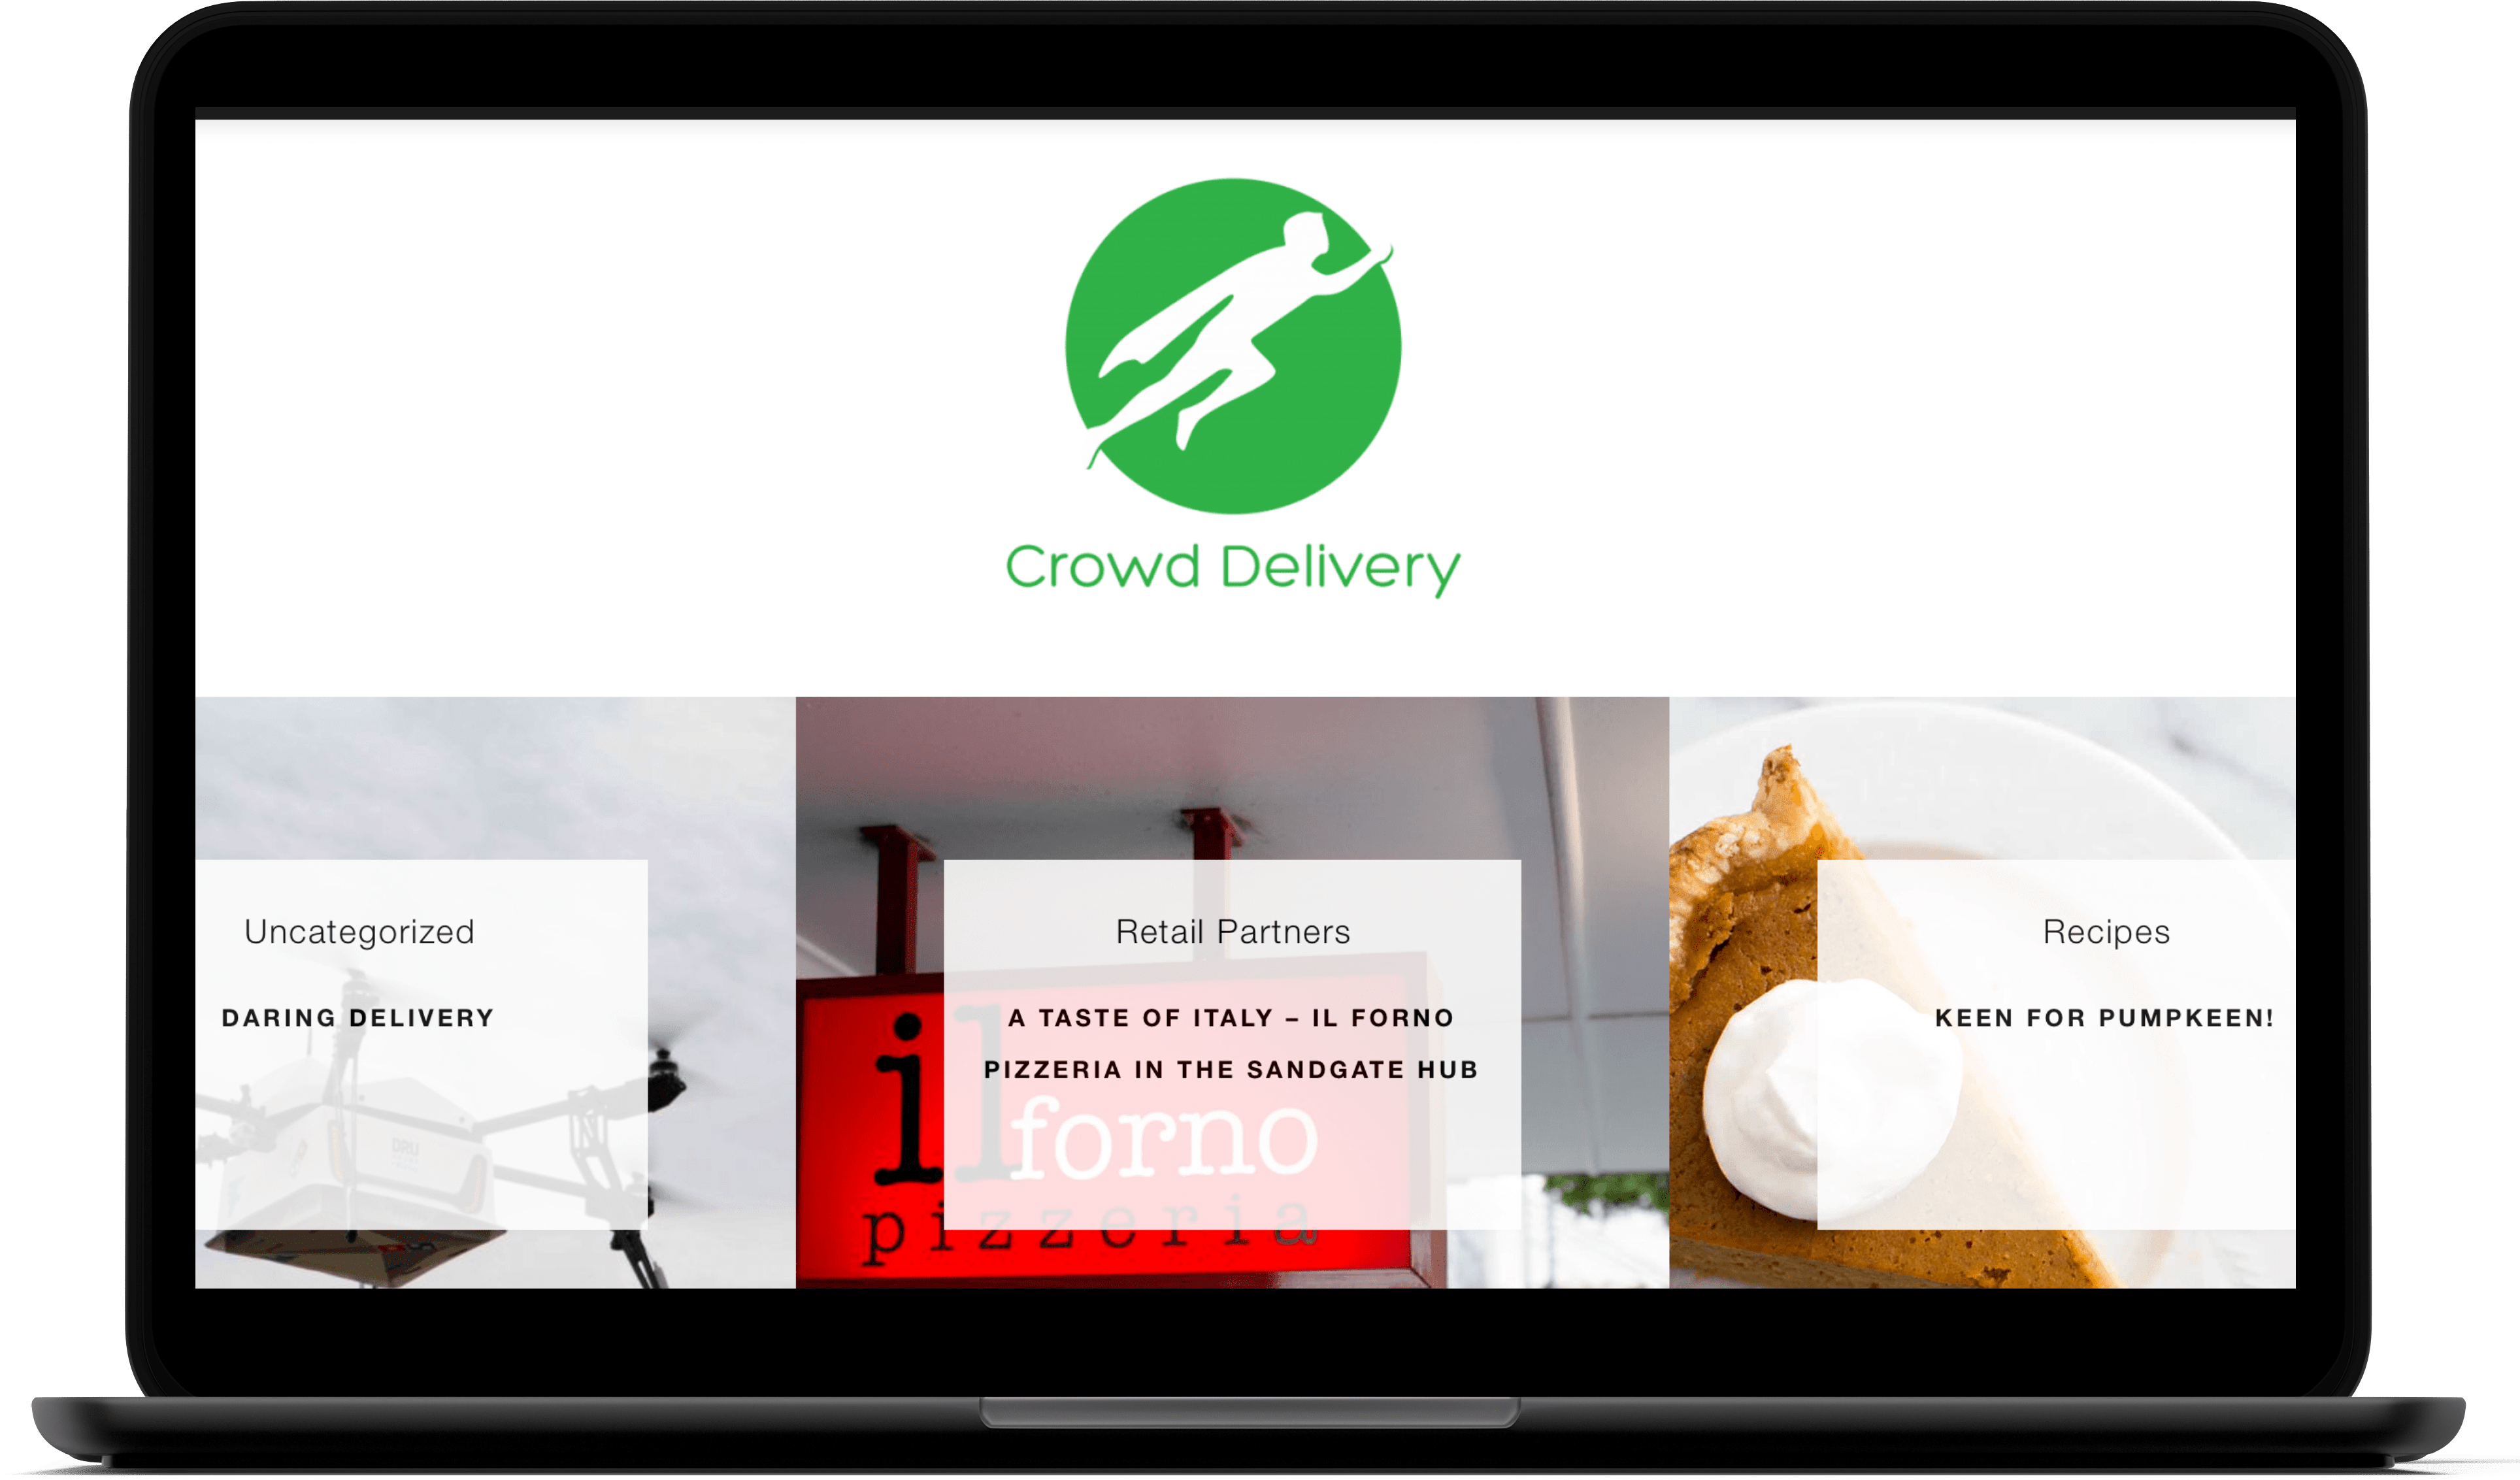 Crowd Delivery
Uncategorized
DARING DELIVERY
DRU
Retail Partners
A TASTE OF ITALY – IL FORNO
PIZZERIA IN THE SANDGATE HUB
il forno
pizzeria
Recipes
KEEN FOR PUMPKEEN!